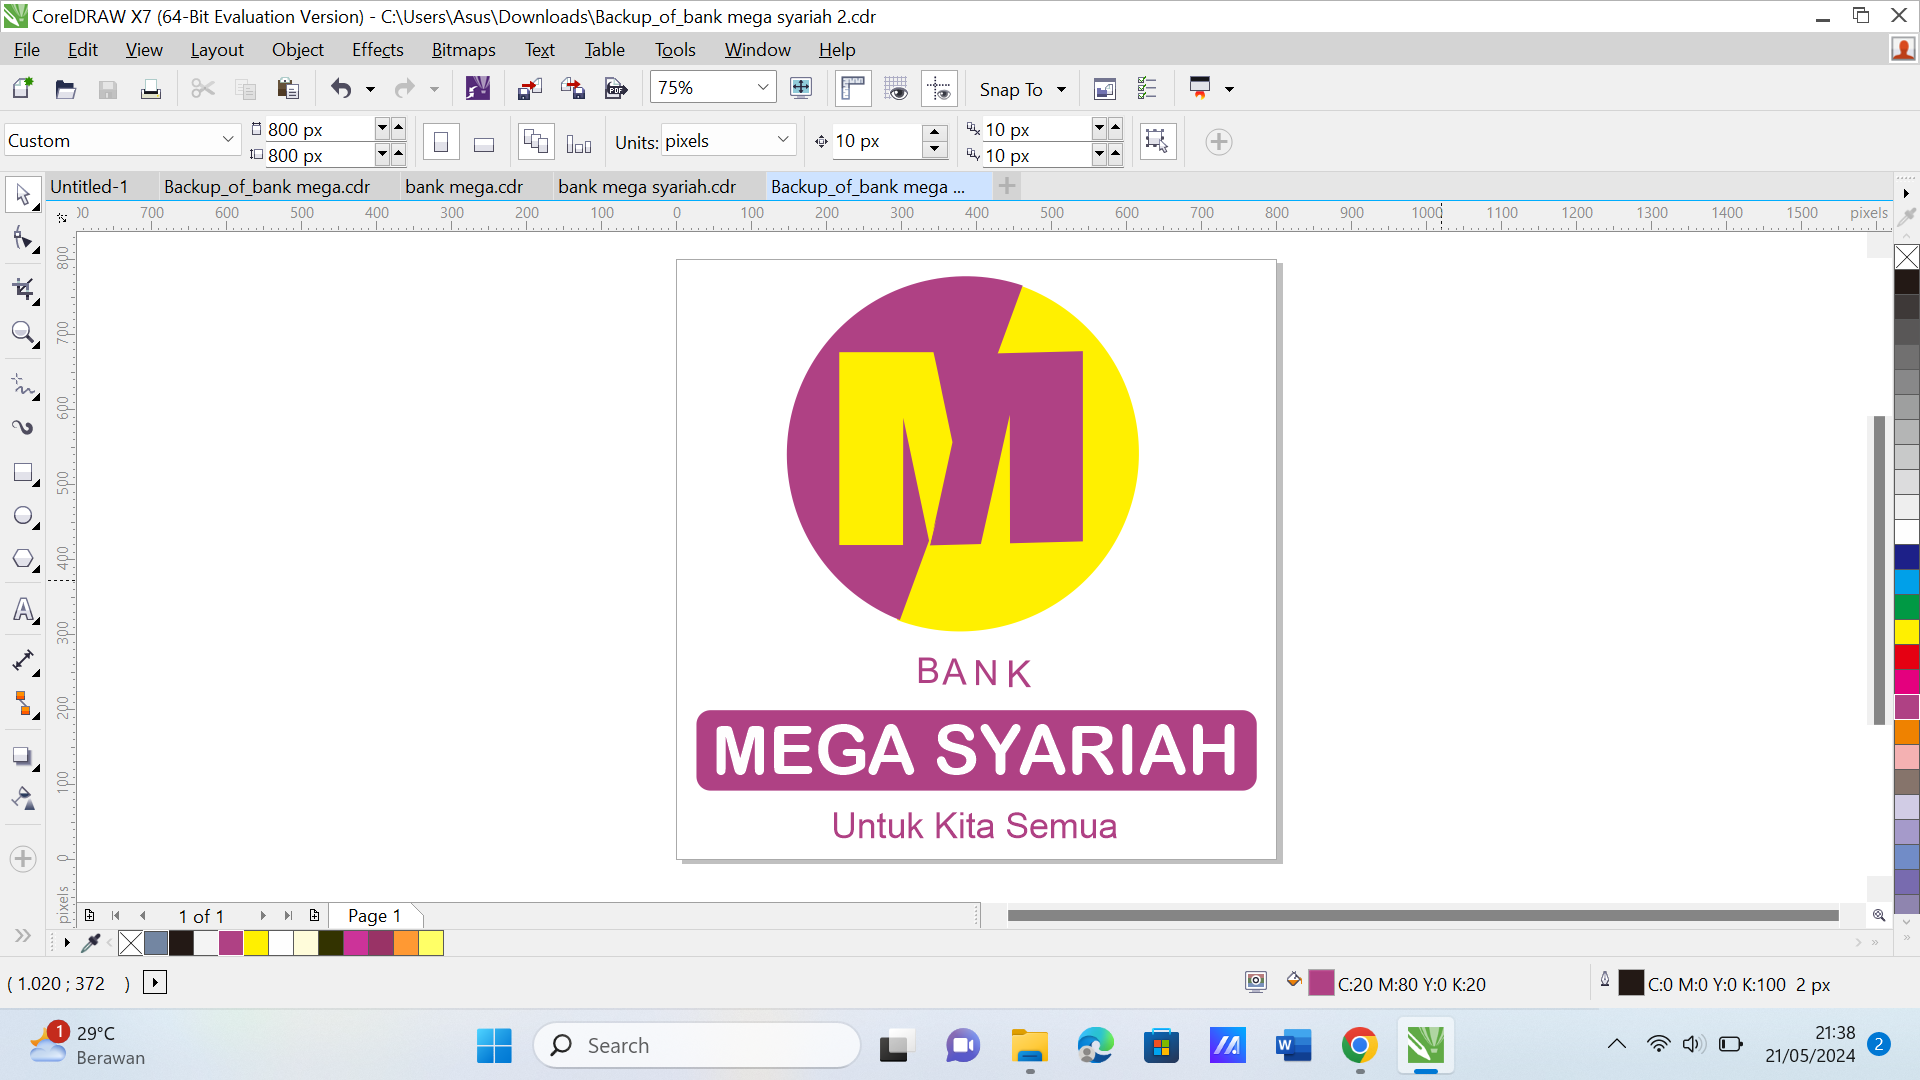 CorelDRAW X7 (64-Bit Evaluation Version) - C:\Users\Asus\Downloads\Backup_of_bank mega syariah 2.cdr
File Edit View Layout Object Effects Bitmaps Text Table Tools Window Help
PDF 75% Snap To
Custom 800 px 800 px Units: pixels 10 px 10 px 10 px
Untitled-1 Backup_of_bank mega.cdr bank mega.cdr bank mega syariah.cdr Backup_of_bank mega ...
00 700 600 500 400 300 200 100 0 100 200 300 400 500 600 700 800 900 1000 1100 1200 1300 1400 1500 pixels
800
700
600
500
400
300
200
100
0
pixels
M
BANK
MEGA SYARIAH
Untuk Kita Semua
1 of 1 Page 1
( 1.020 ; 372 ) C:20 M:80 Y:0 K:20 C:0 M:0 Y:0 K:100 2 px
1 29°C
Berawan
Search
W
21:38
21/05/2024
2